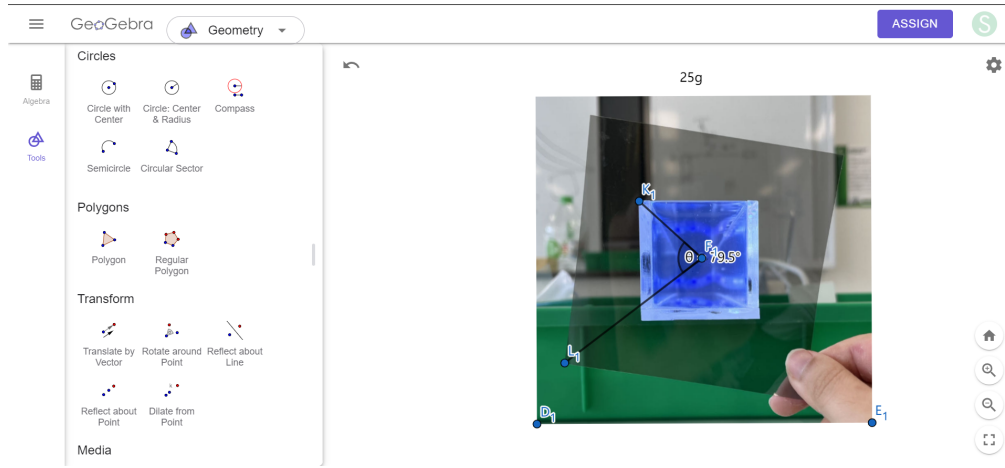 GeoGebra
Geometry
ASSIGN
S
Algebra
Tools
Circles
Circle with Center
Circle: Center & Radius
Compass
Semicircle
Circular Sector
Polygons
Polygon
Regular Polygon
Transform
Translate by Vector
Rotate around Point
Reflect about Line
Reflect about Point
Dilate from Point
Media
25g
K₁
F₁
θ = 79.5°
L₁
D₁
E₁